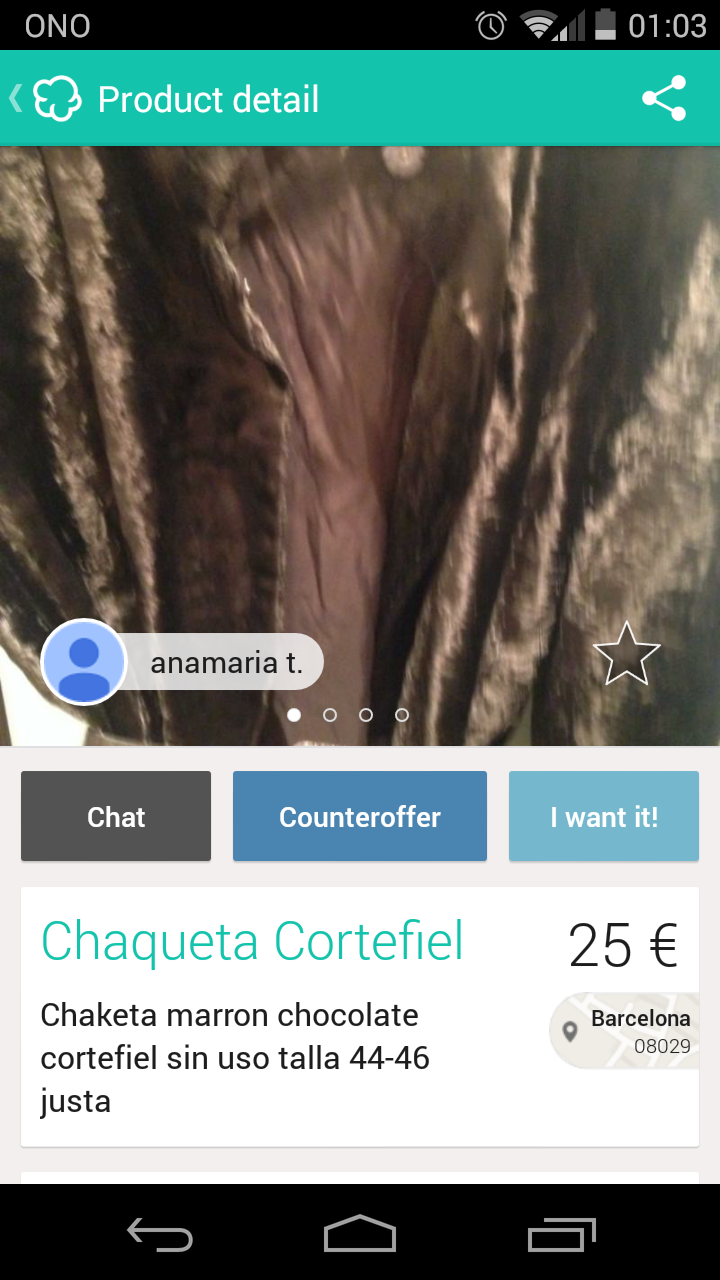 ONO
01:03
Product detail
anamaria t.
Chat
Counteroffer
I want it!
Chaqueta Cortefiel
25 €
Chaketa marron chocolate
cortefiel sin uso talla 44-46
justa
Barcelona
08029